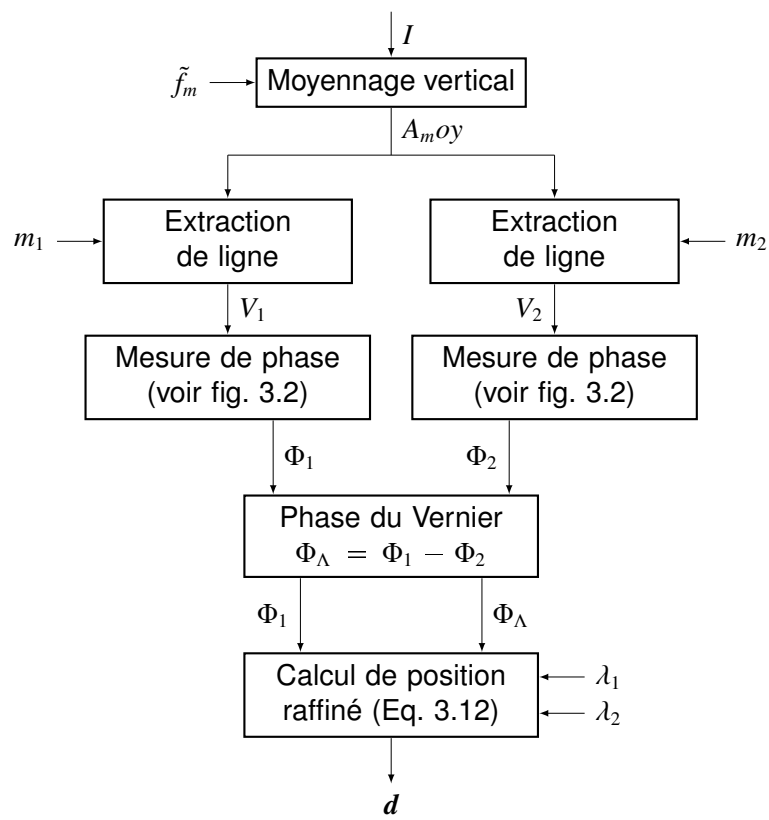 I
f̃ₘ
Moyennage vertical
Aₘoy
m₁
Extraction
de ligne
Extraction
de ligne
m₂
V₁
V₂
Mesure de phase
(voir fig. 3.2)
Mesure de phase
(voir fig. 3.2)
Φ₁
Φ₂
Phase du Vernier
Φ_Λ = Φ₁ − Φ₂
Φ₁
Φ_Λ
Calcul de position
raffiné (Eq. 3.12)
λ₁
λ₂
d